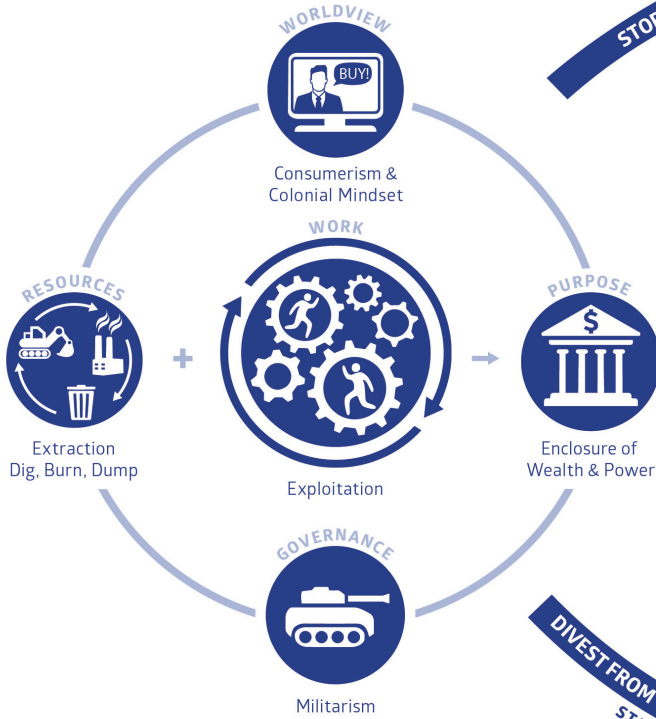 WORLDVIEW
BUY!
Consumerism &
Colonial Mindset
WORK
RESOURCES
PURPOSE
$
Extraction
Dig, Burn, Dump
Exploitation
Enclosure of
Wealth & Power
GOVERNANCE
Militarism
DIVEST FROM